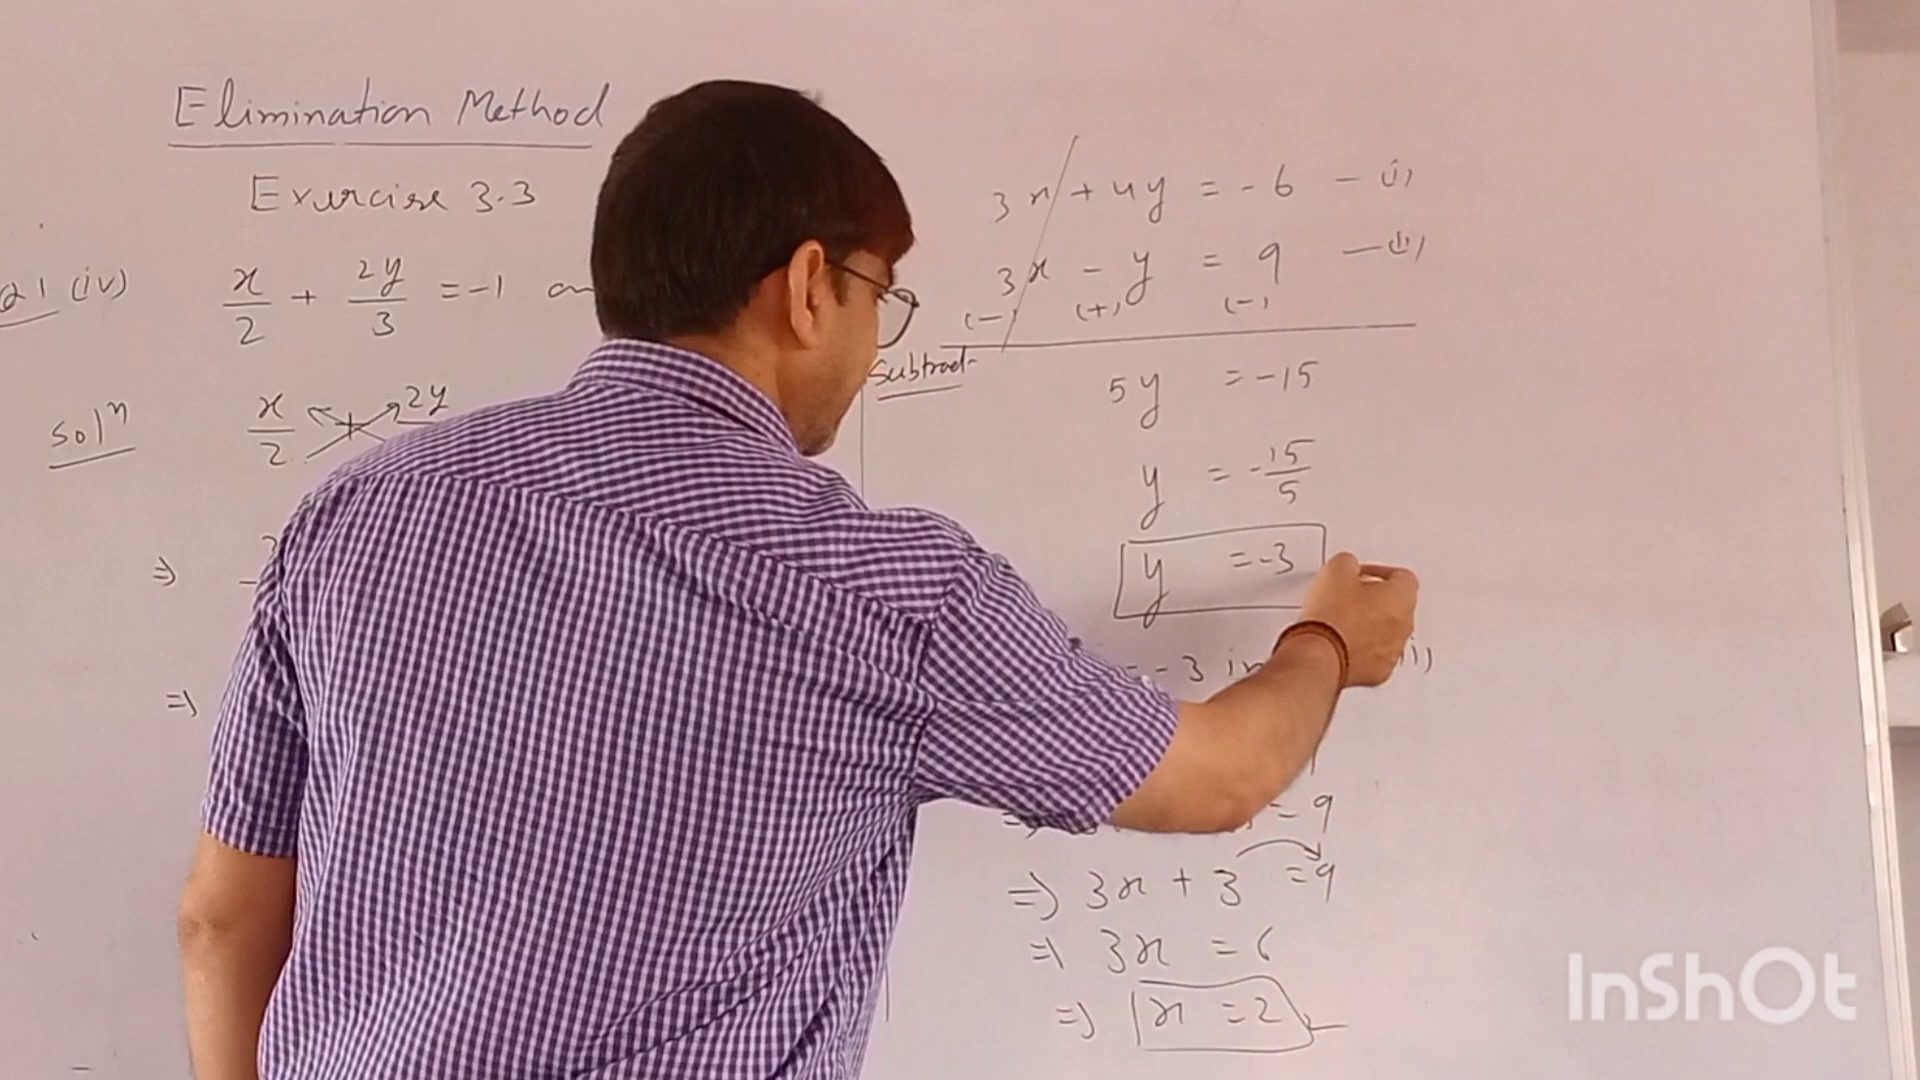 Elimination Method
Exercise 3.3
Q1 (iv) x/2 + 2y/3 = -1
Solⁿ x/2 2y
⇒
⇒
3x + 4y = -6 — (i)
3x - y = 9 — (ii)
(-) (+) (-)
Subtract-
5y = -15
y = -15/5
y = -3
= -3 in
= 9
⇒ 3x + 3 = 9
⇒ 3x = 6
⇒ x = 2
InShOt